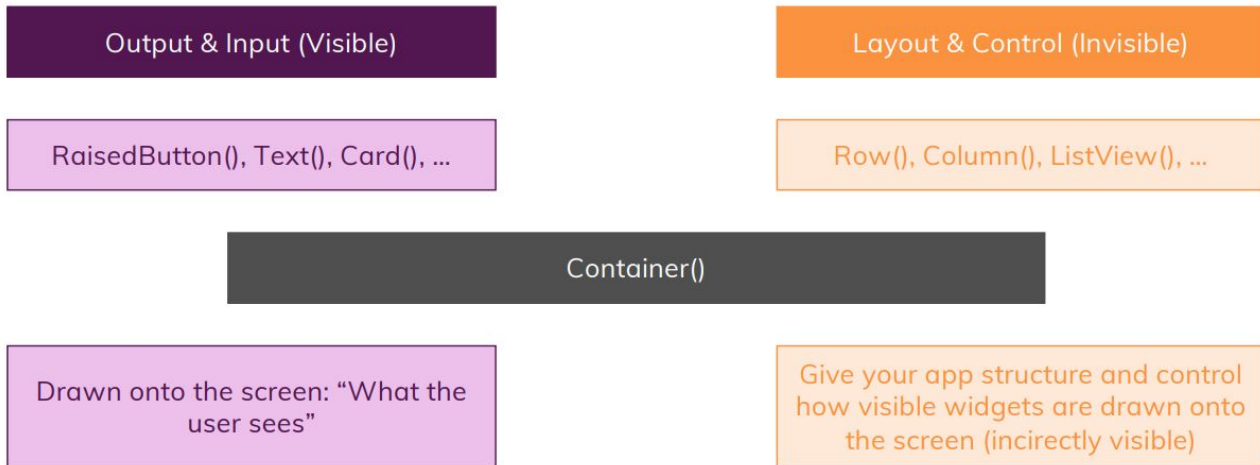 Output & Input (Visible)
Layout & Control (Invisible)
RaisedButton(), Text(), Card(), ...
Row(), Column(), ListView(), ...
Container()
Drawn onto the screen: “What the
user sees”
Give your app structure and control
how visible widgets are drawn onto
the screen (incirectly visible)